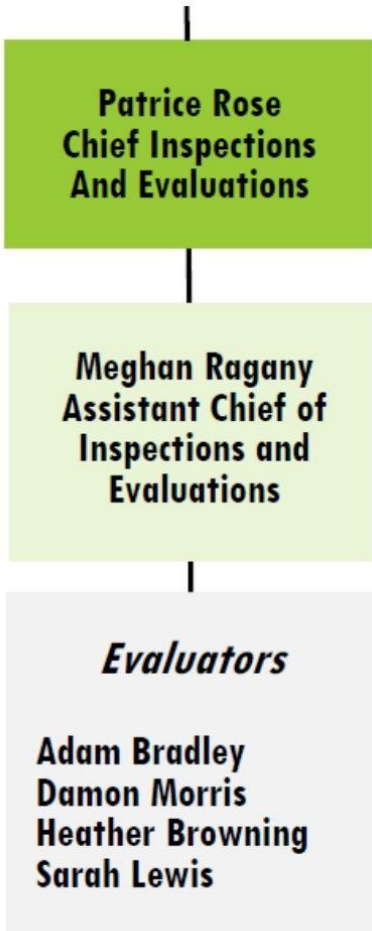 Patrice Rose
Chief Inspections
And Evaluations
Meghan Ragany
Assistant Chief of
Inspections and
Evaluations
Evaluators
Adam Bradley
Damon Morris
Heather Browning
Sarah Lewis